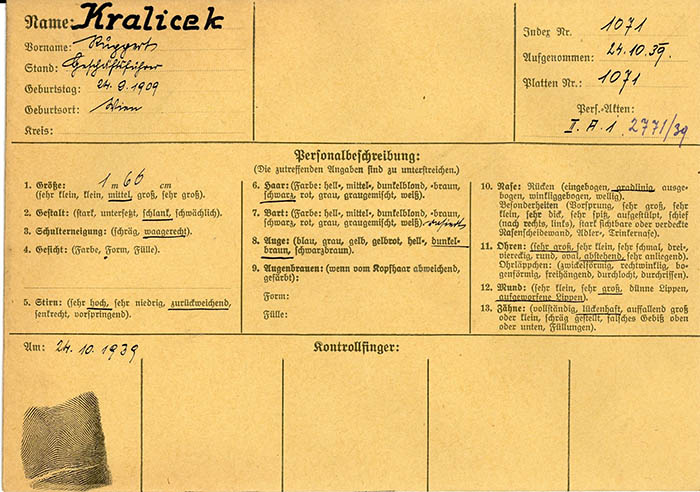 Name: Kralicek
Vorname: Ruppert
Stand: Geschäftsführer
Geburtstag: 24. 9. 1909
Geburtsort: Wien
Kreis:
Index Nr. 1071
Aufgenommen: 24.10.39.
Platten Nr.: 1071
Pers.-Akten:
I. A. i. 2771/39
Personalbeschreibung:
(Die zutreffenden Angaben sind zu unterstreichen.)
1. Größe: 1 m 66 cm
(sehr klein, klein, mittel, groß, sehr groß).
2. Gestalt: (stark, untersetzt, schlank, schwächlich).
3. Schulterneigung: (schräg, waagerecht).
4. Gesicht: (Farbe, Form, Fülle).
5. Stirn: (sehr hoch, sehr niedrig, zurückweichend,
senkrecht, vorspringend).
6. Haar: (Farbe: hell-, mittel-, dunkelblond, -braun,
schwarz, rot, grau, graugemischt, weiß).
7. Bart: (Farbe: hell-, mittel-, dunkelblond, -braun,
schwarz, rot, grau, graugemischt, weiß) rasiert
8. Auge: (blau, grau, gelb, gelbrot, hell-, dunkel-
braun, schwarzbraun).
9. Augenbrauen: (wenn vom Kopfhaar abweichend,
gefärbt):
Form:
Fülle:
10. Nase: Rücken (eingebogen, gradlinig, ausge-
bogen, winkliggebogen, wellig).
Besonderheiten (Vorsprung, sehr groß, sehr
klein, sehr dick, sehr spitz, aufgestülpt, schief
(nach rechts, links), stark sichtbare oder verdeckte
Nasenscheidewand, Adler-, Trinkernase).
11. Ohren: (sehr groß, sehr klein, sehr schmal, drei-,
viereckig, rund, oval, abstehend, sehr anliegend).
Ohrläppchen: (zwickelförmig, rechtwinklig, bo-
genförmig, freihängend, durchlocht, durchrissen).
12. Mund: (sehr klein, sehr groß, dünne Lippen,
aufgeworfene Lippen).
13. Zähne: (vollständig, lückenhaft, auffallend groß
oder klein, schräg gestellt, falsches Gebiß oben
oder unten, Füllungen).
Am: 24. 10. 1939
Kontrollfinger: